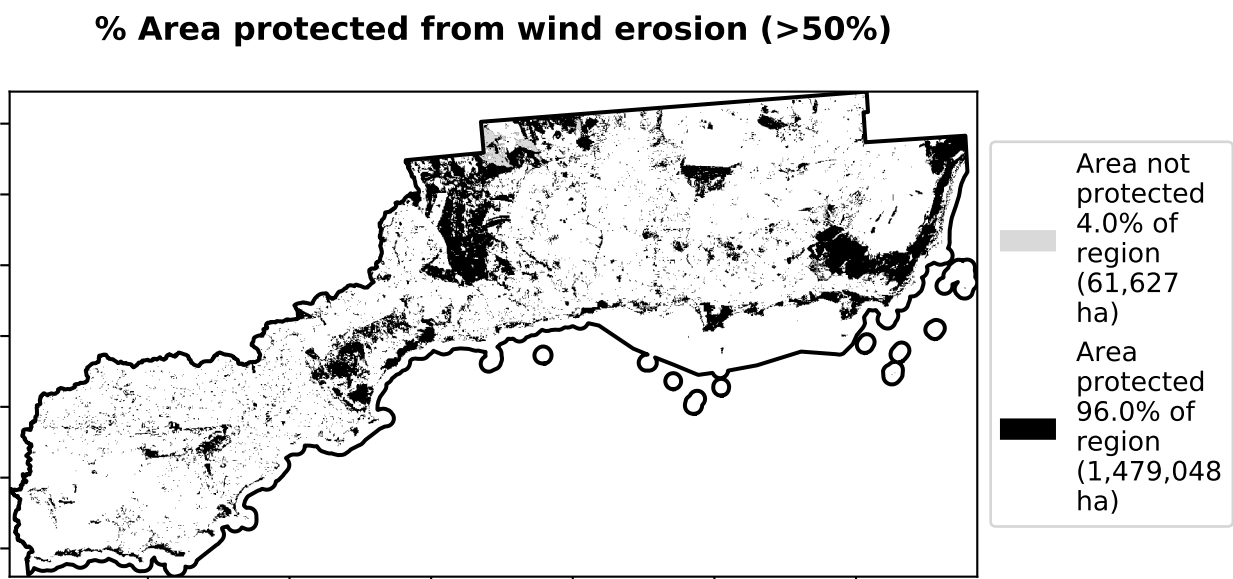 % Area protected from wind erosion (>50%)
Area not
protected
4.0% of
region
(61,627
ha)
Area
protected
96.0% of
region
(1,479,048
ha)